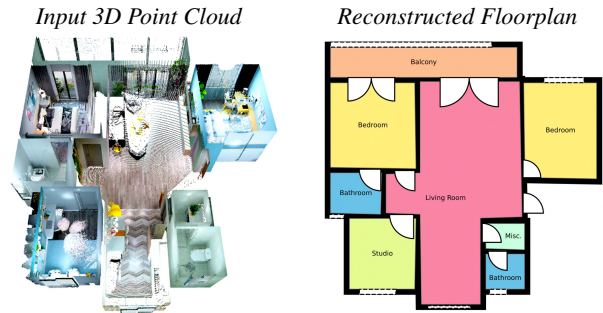 Input 3D Point Cloud
Reconstructed Floorplan
Balcony
Bedroom
Bedroom
Bathroom
Living Room
Studio
Misc.
Bathroom